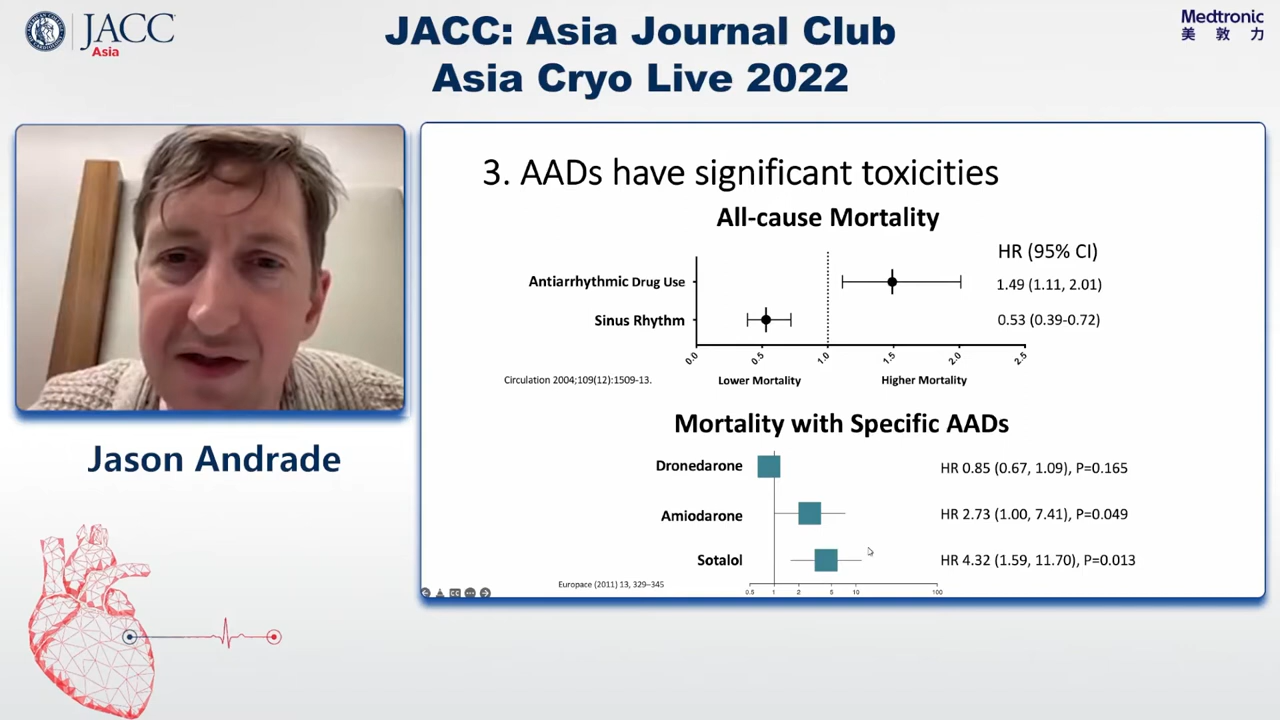 JACC
Asia
JACC: Asia Journal Club
Asia Cryo Live 2022
Medtronic
美 敦 力
Jason Andrade
3. AADs have significant toxicities
All-cause Mortality
HR (95% CI)
Antiarrhythmic Drug Use
1.49 (1.11, 2.01)
Sinus Rhythm
0.53 (0.39-0.72)
0.0 0.5 1.0 1.5 2.0 2.5
Circulation 2004;109(12):1509-13.
Lower Mortality
Higher Mortality
Mortality with Specific AADs
Dronedarone
HR 0.85 (0.67, 1.09), P=0.165
Amiodarone
HR 2.73 (1.00, 7.41), P=0.049
Sotalol
HR 4.32 (1.59, 11.70), P=0.013
Europace (2011) 13, 329–345
0.5 1 2 5 10 100